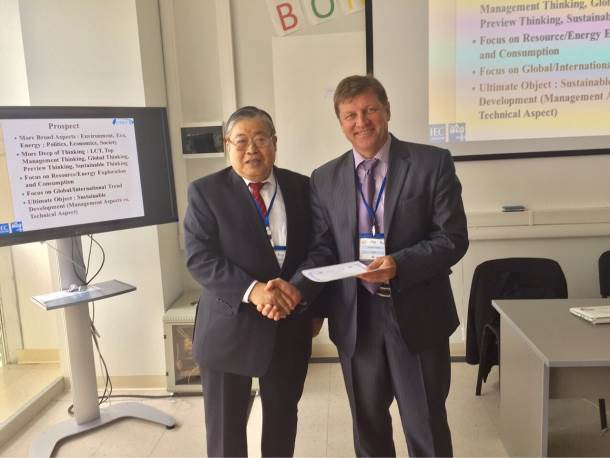 BOT
Prospect
• More Broad Aspects : Environment, Eco,
Energy ; Politics, Economics, Society
• More Deep of Thinking : LCT, Top
Management Thinking, Global Thinking,
Preview Thinking, Sustainable Thinking
• Focus on Resource/Energy Exploration
and Consumption
• Focus on Global/International Trend
• Ultimate Object : Sustainable
Development (Management Aspects vs.
Technical Aspect)
Management Thinking, Glo
Preview Thinking, Sustainable
• Focus on Resource/Energy E
and Consumption
• Focus on Global/Internationa
• Ultimate Object : Sustainab
Development (Management A
Technical Aspect)
IEC